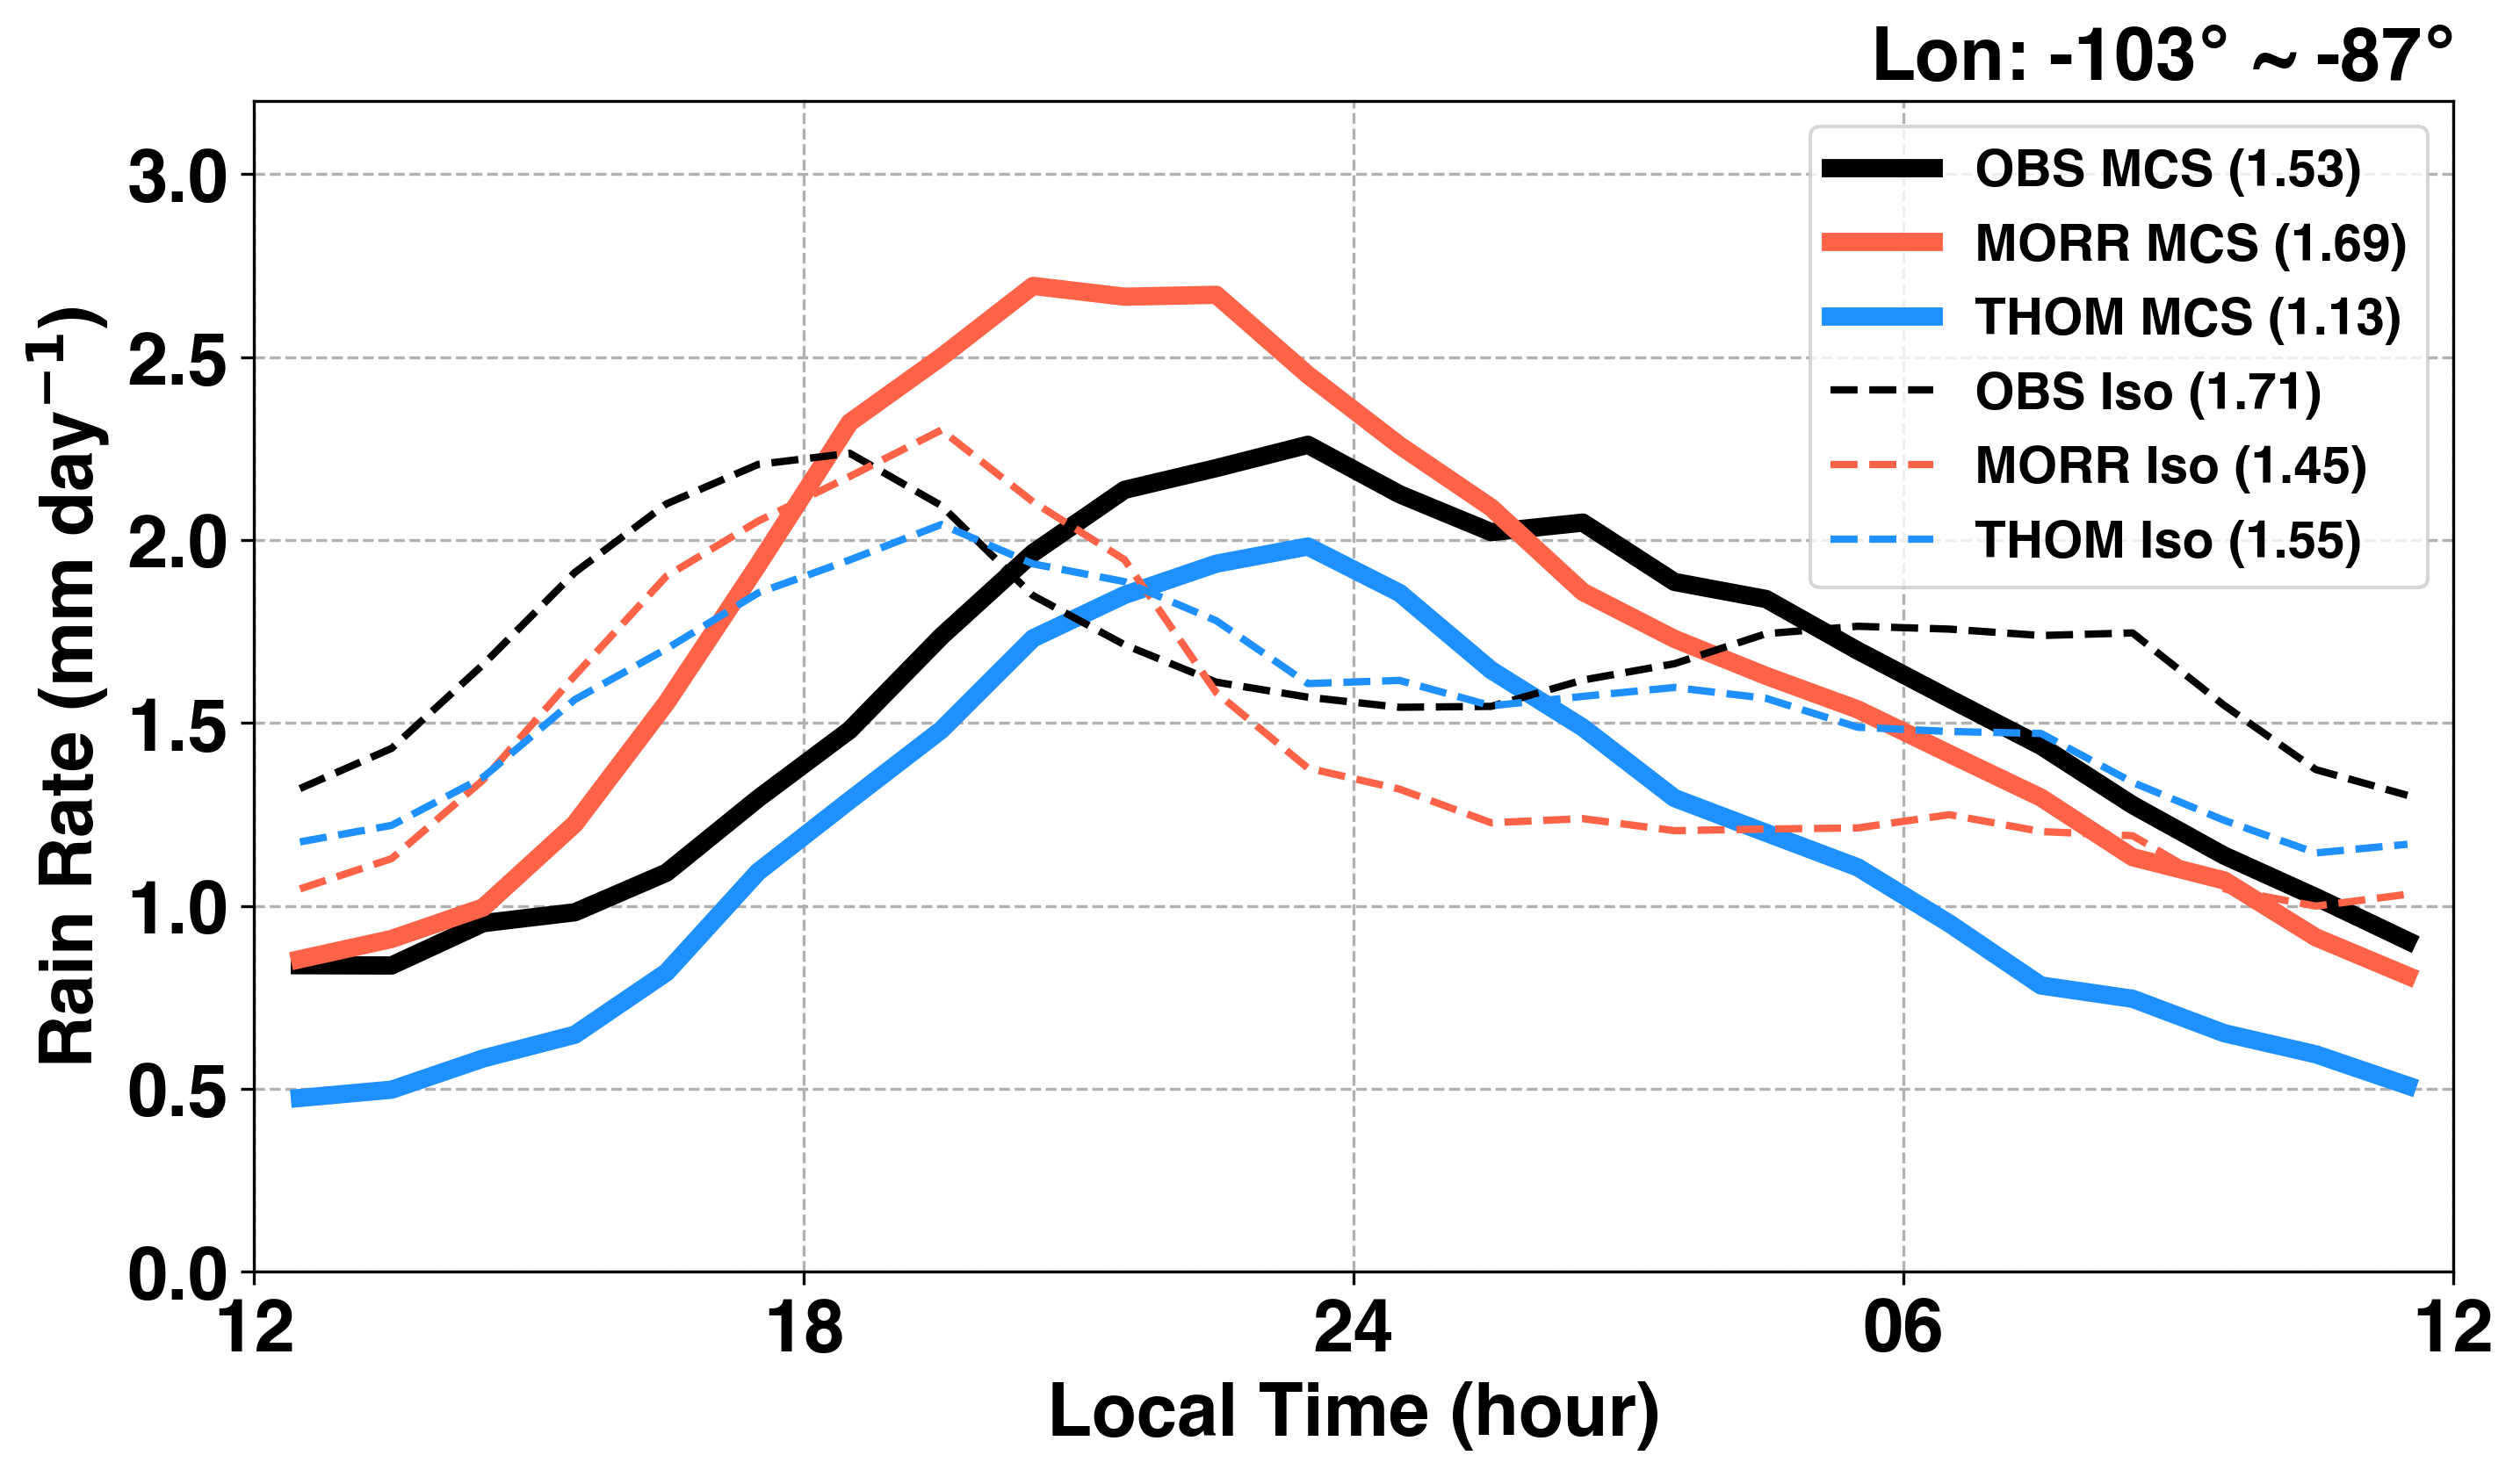 Lon: -103° ~ -87°
OBS MCS (1.53)
MORR MCS (1.69)
THOM MCS (1.13)
OBS Iso (1.71)
MORR Iso (1.45)
THOM Iso (1.55)
Rain Rate (mm day⁻¹)
3.0
2.5
2.0
1.5
1.0
0.5
0.0
12 18 24 06 12
Local Time (hour)